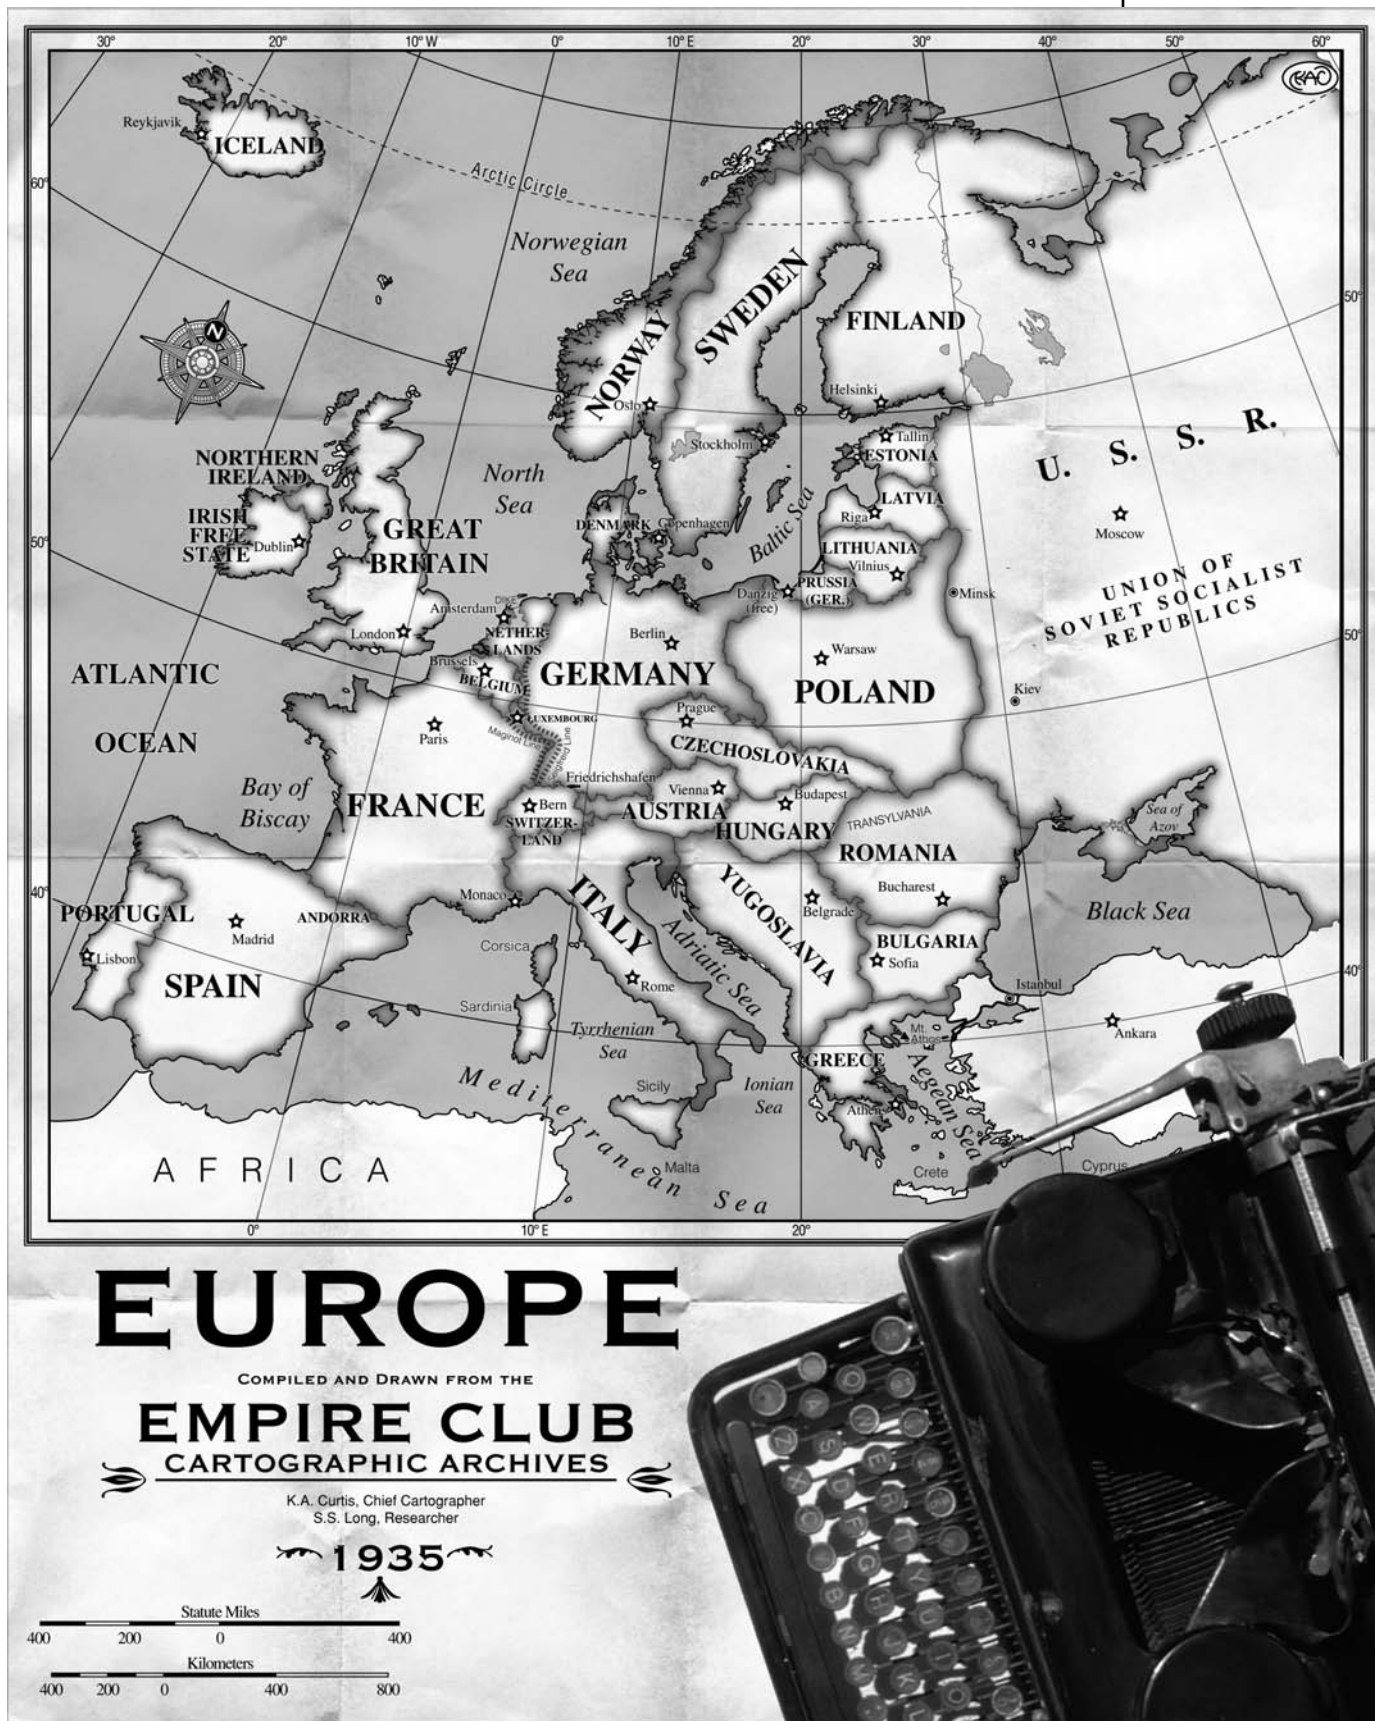 30°
20°
10° W
0°
10° E
20°
30°
40°
50°
60°
KAC
Reykjavik
ICELAND
Arctic Circle
60°
Norwegian
Sea
50°
N
SWEDEN
FINLAND
NORWAY
Helsinki
Oslo
Stockholm
Tallin
ESTONIA
U. S. S. R.
NORTHERN
IRELAND
North
Sea
LATVIA
Riga
Baltic Sea
IRISH
FREE
STATE
Dublin
GREAT
BRITAIN
DENMARK
Copenhagen
Moscow
50°
LITHUANIA
Vilnius
UNION OF
SOVIET SOCIALIST
REPUBLICS
PRUSSIA
(GER.)
Danzig
(free)
Minsk
DIKE
Amsterdam
NETHER-
LANDS
London
Berlin
50°
Brussels
BELGIUM
Warsaw
ATLANTIC
OCEAN
GERMANY
POLAND
Kiev
LUXEMBOURG
Prague
Paris
Maginot Line
Seigfreid Line
CZECHOSLOVAKIA
Friedrichshafen
Vienna
Budapest
Bay of
Biscay
FRANCE
Bern
SWITZER-
LAND
AUSTRIA
HUNGARY
TRANSYLVANIA
Sea of
Azov
ROMANIA
40°
Monaco
ITALY
YUGOSLAVIA
Bucharest
Belgrade
PORTUGAL
ANDORRA
Black Sea
Madrid
Adriatic Sea
BULGARIA
Sofia
Corsica
Lisbon
40°
SPAIN
Rome
Istanbul
Sardinia
Tyrrhenian
Sea
Mt.
Athos
Ankara
GREECE
Mediterranean Sea
Sicily
Ionian
Sea
Athens
Aegean Sea
AFRICA
Malta
Crete
Cyprus
0°
10° E
20°
EUROPE
COMPILED AND DRAWN FROM THE
EMPIRE CLUB
CARTOGRAPHIC ARCHIVES
K.A. Curtis, Chief Cartographer
S.S. Long, Researcher
1935
Statute Miles
400 200 0 400
Kilometers
400 200 0 400 800